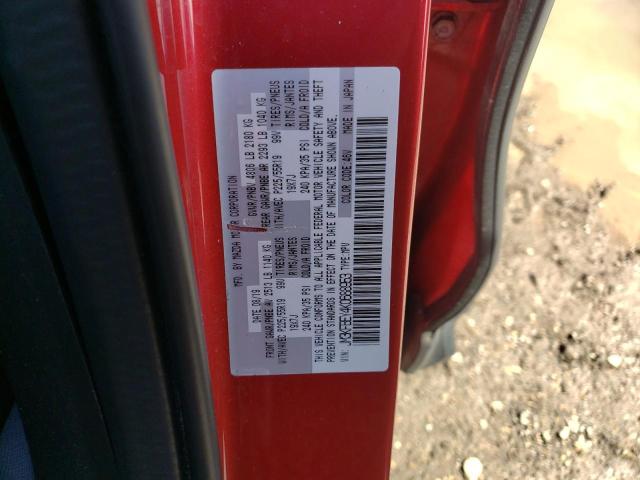 MFD. BY MAZDA MOTOR CORPORATION
DATE 08/19 GVWR/PNBV 4806 LB 2180 KG
FRONT GAWR/PNBE AV 2513 LB 1140 KG REAR GAWR/PNBE AR 2293 LB 1040 KG
WITH/AVEC P225/55R19 99V TIRES/PNEUS WITH/AVEC P225/55R19 99V TIRES/PNEUS
19X7J RIMS/JANTES 19X7J RIMS/JANTES
240 KPA/35 PSI COLD/A FROID 240 KPA/35 PSI COLD/A FROID
THIS VEHICLE CONFORMS TO ALL APPLICABLE FEDERAL MOTOR VEHICLE SAFETY AND THEFT
PREVENTION STANDARDS IN EFFECT ON THE DATE OF MANUFACTURE SHOWN ABOVE.
VIN: TYPE: MPV COLOR CODE: 46V MADE IN JAPAN